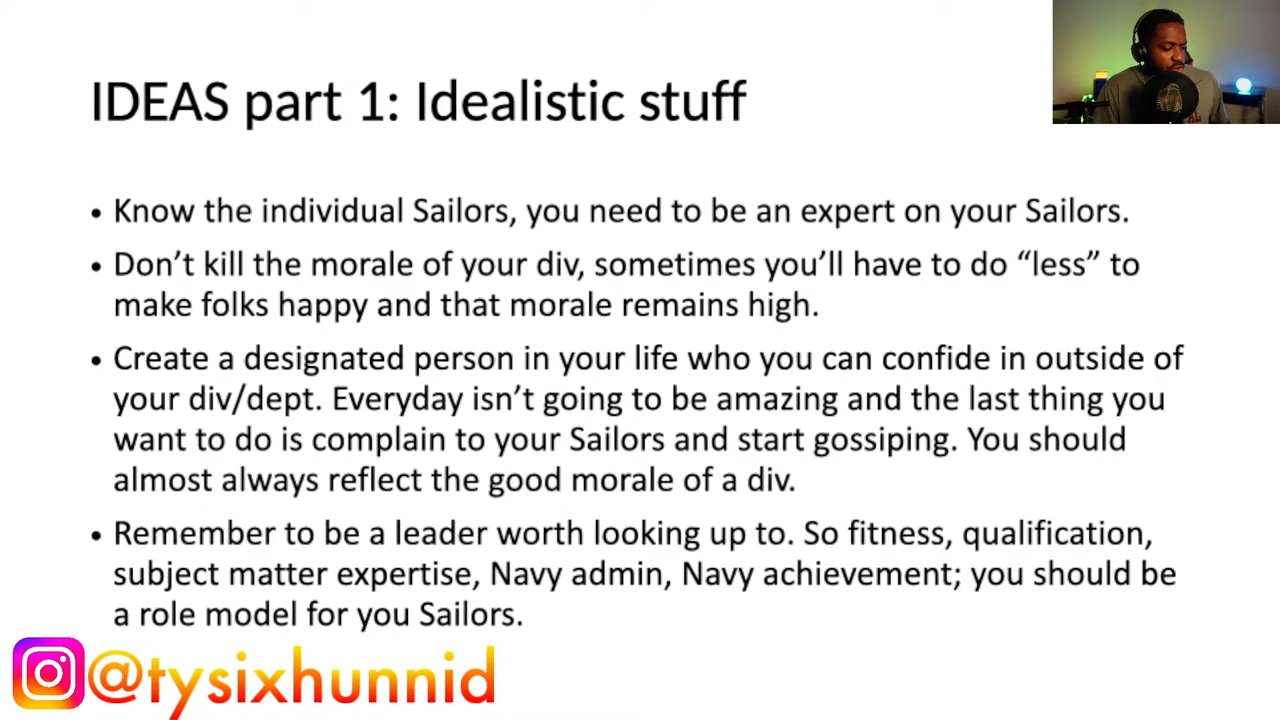 IDEAS part 1: Idealistic stuff
• Know the individual Sailors, you need to be an expert on your Sailors.
• Don’t kill the morale of your div, sometimes you’ll have to do “less” to
make folks happy and that morale remains high.
• Create a designated person in your life who you can confide in outside of
your div/dept. Everyday isn’t going to be amazing and the last thing you
want to do is complain to your Sailors and start gossiping. You should
almost always reflect the good morale of a div.
• Remember to be a leader worth looking up to. So fitness, qualification,
subject matter expertise, Navy admin, Navy achievement; you should be
a role model for you Sailors.
@tysixhunnid